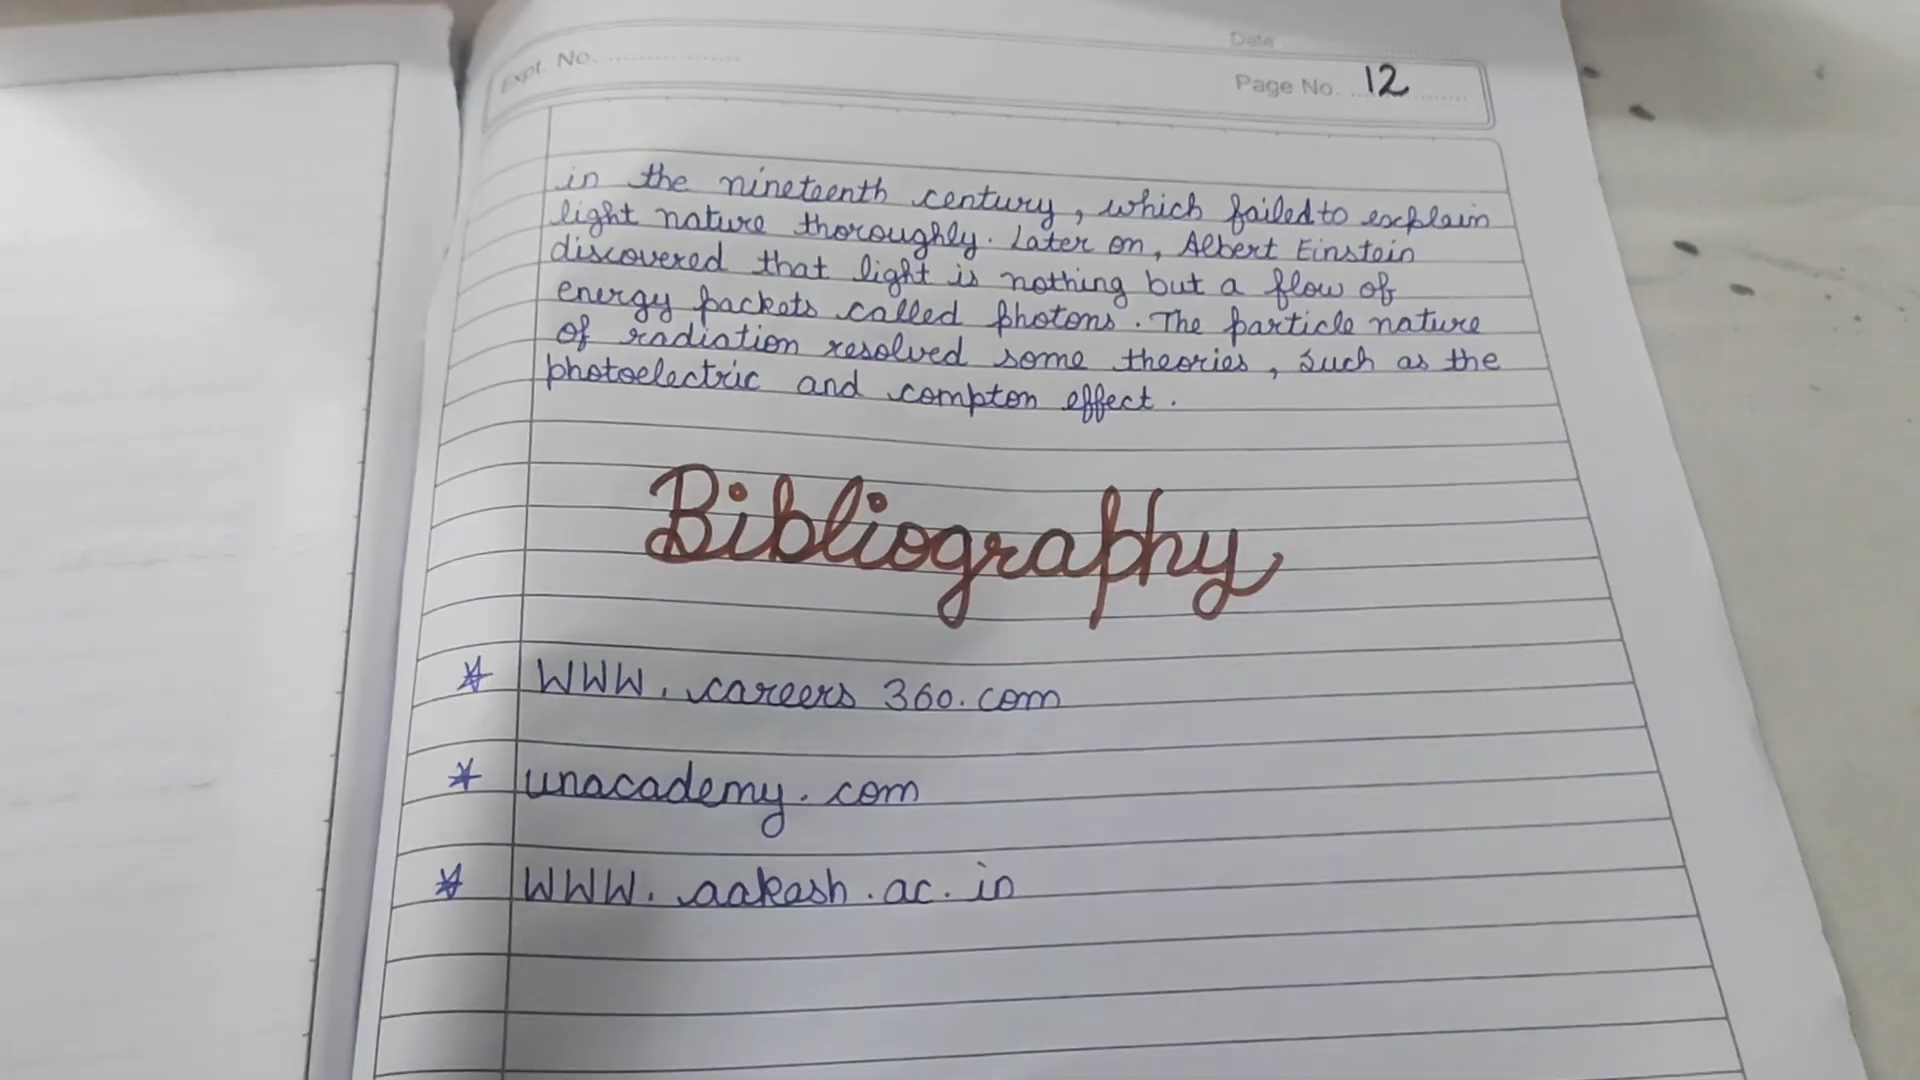 Date
Expt. No.
Page No. 12
in the nineteenth century, which failed to explain
light nature thoroughly. Later on, Albert Einstein
discovered that light is nothing but a flow of
energy packets called photons. The particle nature
of radiation resolved some theories, such as the
photoelectric and compton effect.
Bibliography
* WWW. careers 360.com
* unacademy.com
* WWW. aakash.ac.in